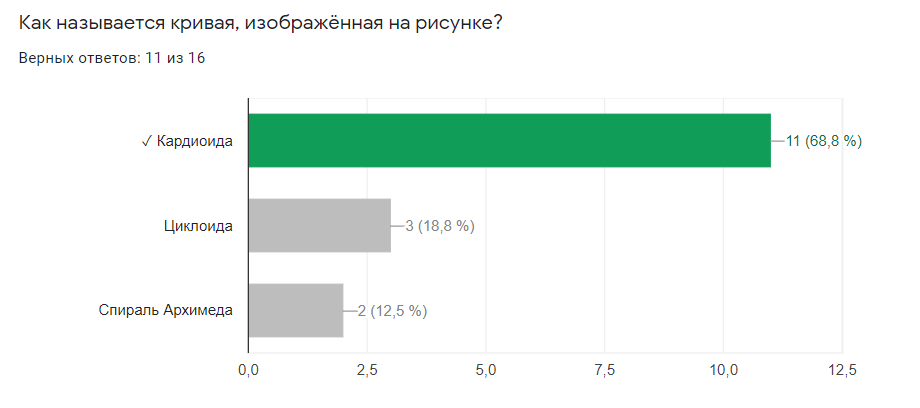 Как называется кривая, изображённая на рисунке?
Верных ответов: 11 из 16
✓ Кардиоида
11 (68,8 %)
Циклоида
3 (18,8 %)
Спираль Архимеда
2 (12,5 %)
0,0 2,5 5,0 7,5 10,0 12,5